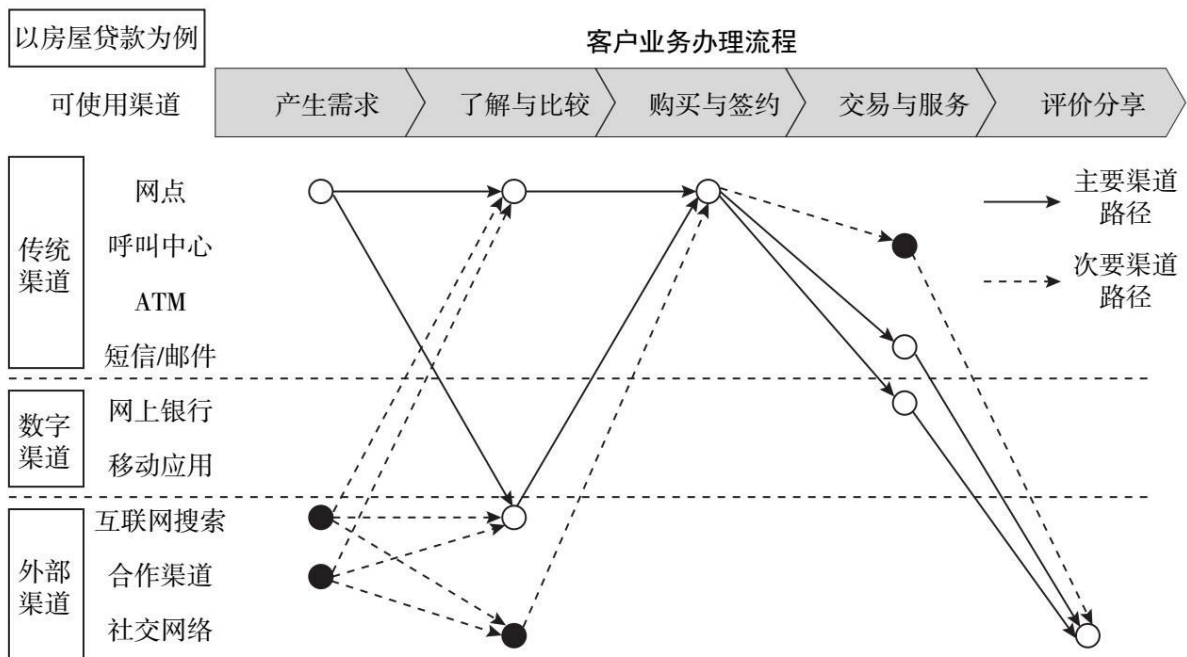 以房屋贷款为例
客户业务办理流程
可使用渠道
产生需求
了解与比较
购买与签约
交易与服务
评价分享
传统
渠道
网点
呼叫中心
ATM
短信/邮件
主要渠道
路径
次要渠道
路径
数字
渠道
网上银行
移动应用
外部
渠道
互联网搜索
合作渠道
社交网络